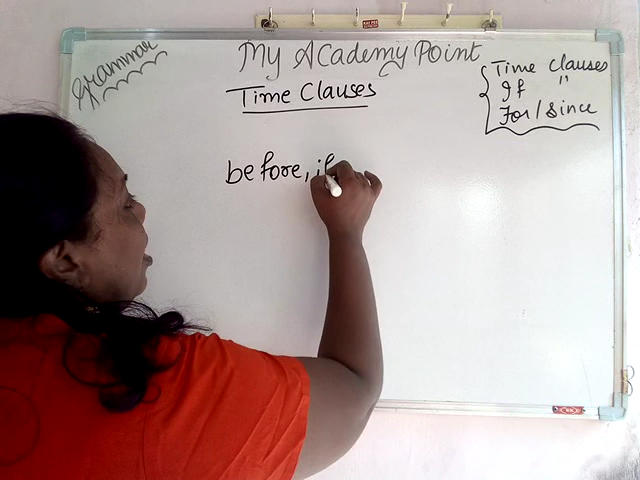 Grammar
My Academy Point
Time Clauses
Time Clauses
If "
For/Since
before, if